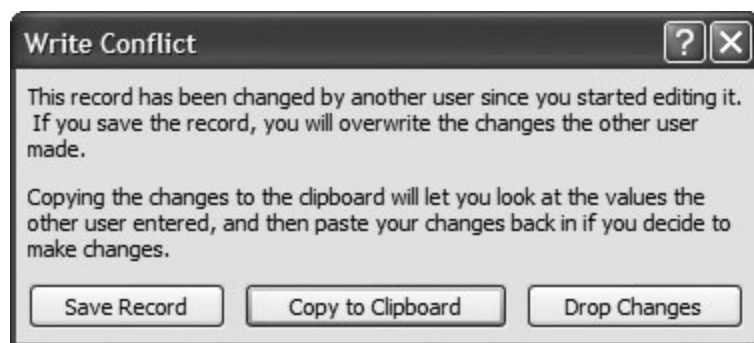 Write Conflict
?
This record has been changed by another user since you started editing it.
If you save the record, you will overwrite the changes the other user
made.
Copying the changes to the clipboard will let you look at the values the
other user entered, and then paste your changes back in if you decide to
make changes.
Save Record Copy to Clipboard Drop Changes